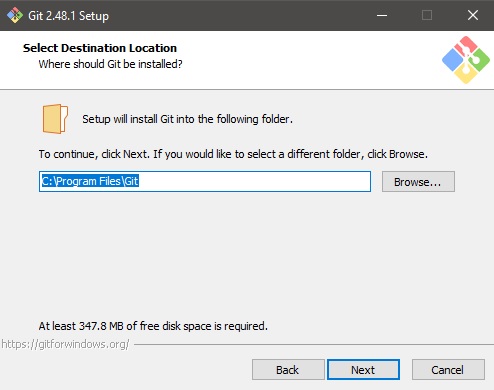 Git 2.48.1 Setup
Select Destination Location
Where should Git be installed?
Setup will install Git into the following folder.
To continue, click Next. If you would like to select a different folder, click Browse.
C:\Program Files\Git
Browse...
At least 347.8 MB of free disk space is required.
https://gitforwindows.org/
Back
Next
Cancel